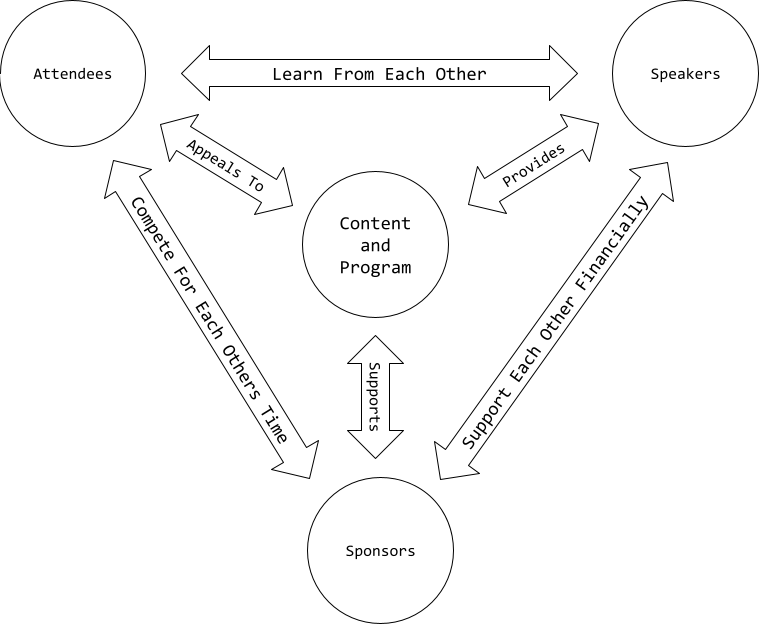 Attendees
Learn From Each Other
Speakers
Appeals To
Provides
Content
and
Program
Compete For Each Others Time
Support Each Other Financially
Supports
Sponsors